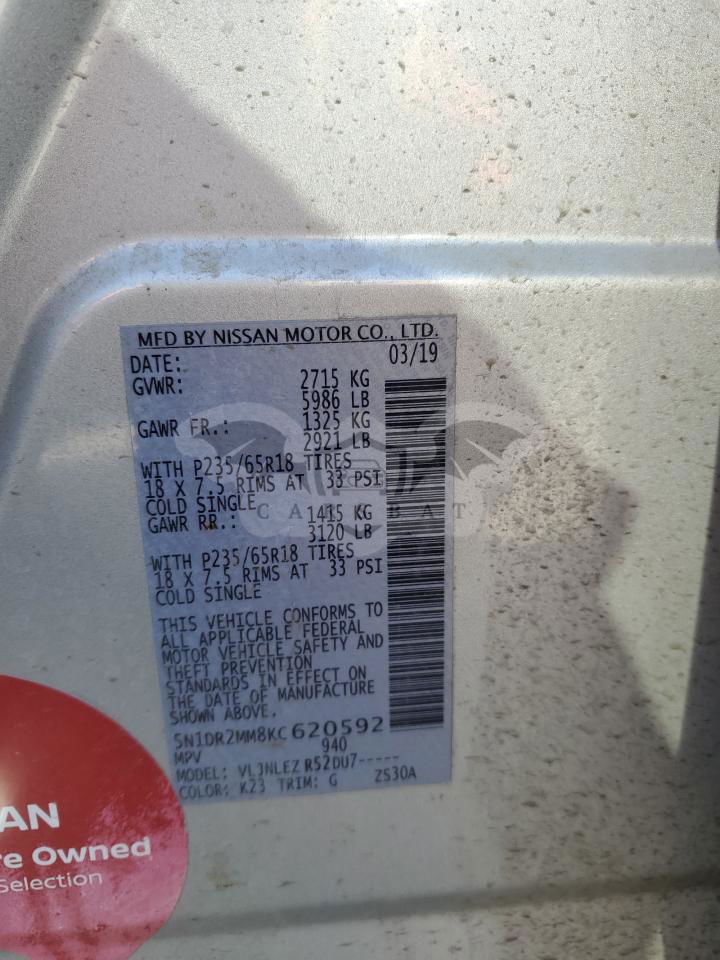 MFD BY NISSAN MOTOR CO., LTD.
DATE: 03/19
GVWR: 2715 KG
5986 LB
GAWR FR.: 1325 KG
2921 LB
WITH P235/65R18 TIRES
18 X 7.5 RIMS AT 33 PSI
COLD SINGLE
GAWR RR.: 1415 KG
3120 LB
WITH P235/65R18 TIRES
18 X 7.5 RIMS AT 33 PSI
COLD SINGLE
THIS VEHICLE CONFORMS TO
ALL APPLICABLE FEDERAL
MOTOR VEHICLE SAFETY AND
THEFT PREVENTION
STANDARDS IN EFFECT ON
THE DATE OF MANUFACTURE
SHOWN ABOVE.
5N1DR2MM8KC620592
MPV 940
MODEL: VL3NLEZ R52DU7-----
COLOR: K23 TRIM: G ZS30A
AN
re Owned
Selection